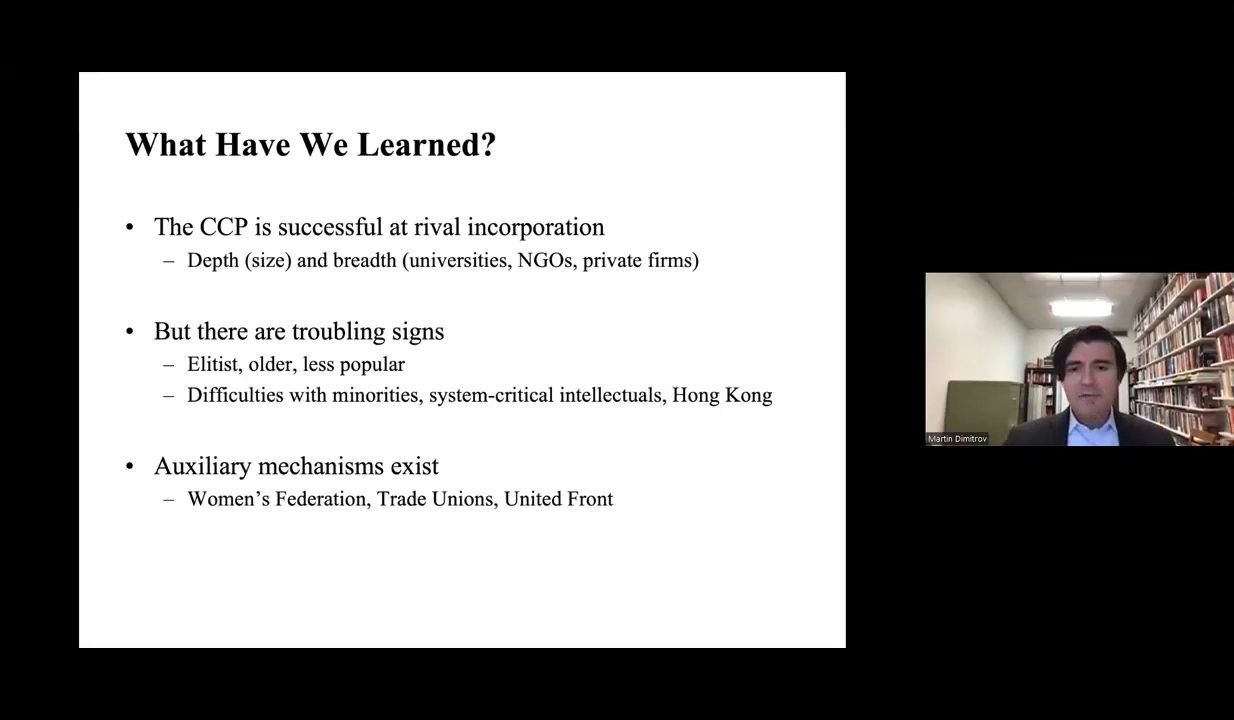 What Have We Learned?
• The CCP is successful at rival incorporation
– Depth (size) and breadth (universities, NGOs, private firms)
• But there are troubling signs
– Elitist, older, less popular
– Difficulties with minorities, system-critical intellectuals, Hong Kong
• Auxiliary mechanisms exist
– Women’s Federation, Trade Unions, United Front
Martin Dimitrov